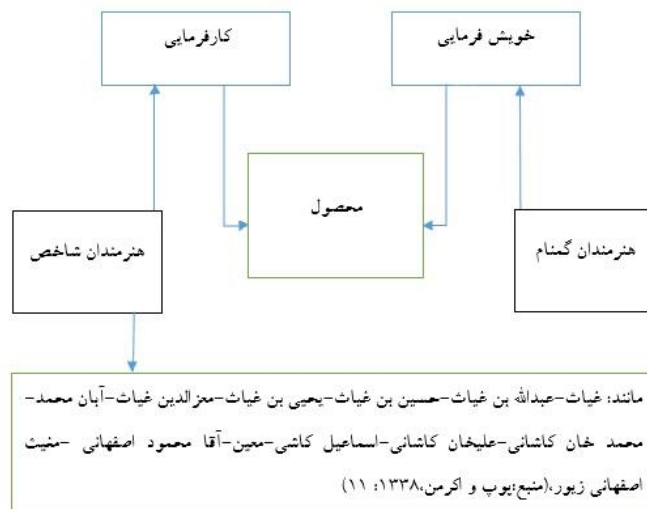 خویش فرمایی
کارفرمایی
محصول
هنرمندان گمنام
هنرمندان شاخص
مانند: غیاث-عبدالله بن غیاث-حسین بن غیاث-یحیی بن غیاث-معزالدین غیاث-آبان محمد-
محمد خان کاشانی-علیخان کاشانی-اسماعیل کاشی-معین-آقا محمود اصفهانی -مغیث
اصفهانی زیور،(منبع:پوپ و اکرمن،۱۳۳۸: ۱۱)